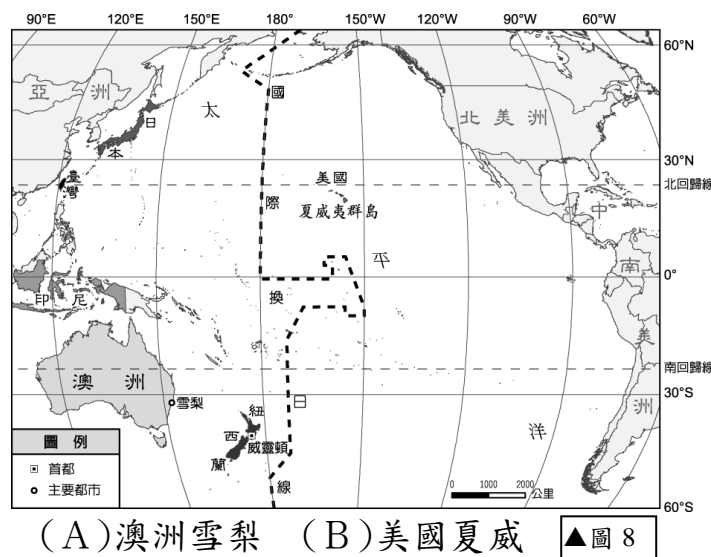 90°E 120°E 150°E 180° 150°W 120°W 90°W 60°W
60°N
亞洲
北美洲
太平洋
日本
30°N
臺灣
美國
夏威夷群島
北回歸線
中南美洲
0°
印尼
國際換日線
澳洲
南回歸線
30°S
雪梨
紐西蘭
威靈頓
圖 例
首都
主要都市
0 1000 2000 公里
60°S
(A)澳洲雪梨 (B)美國夏威
▲圖 8